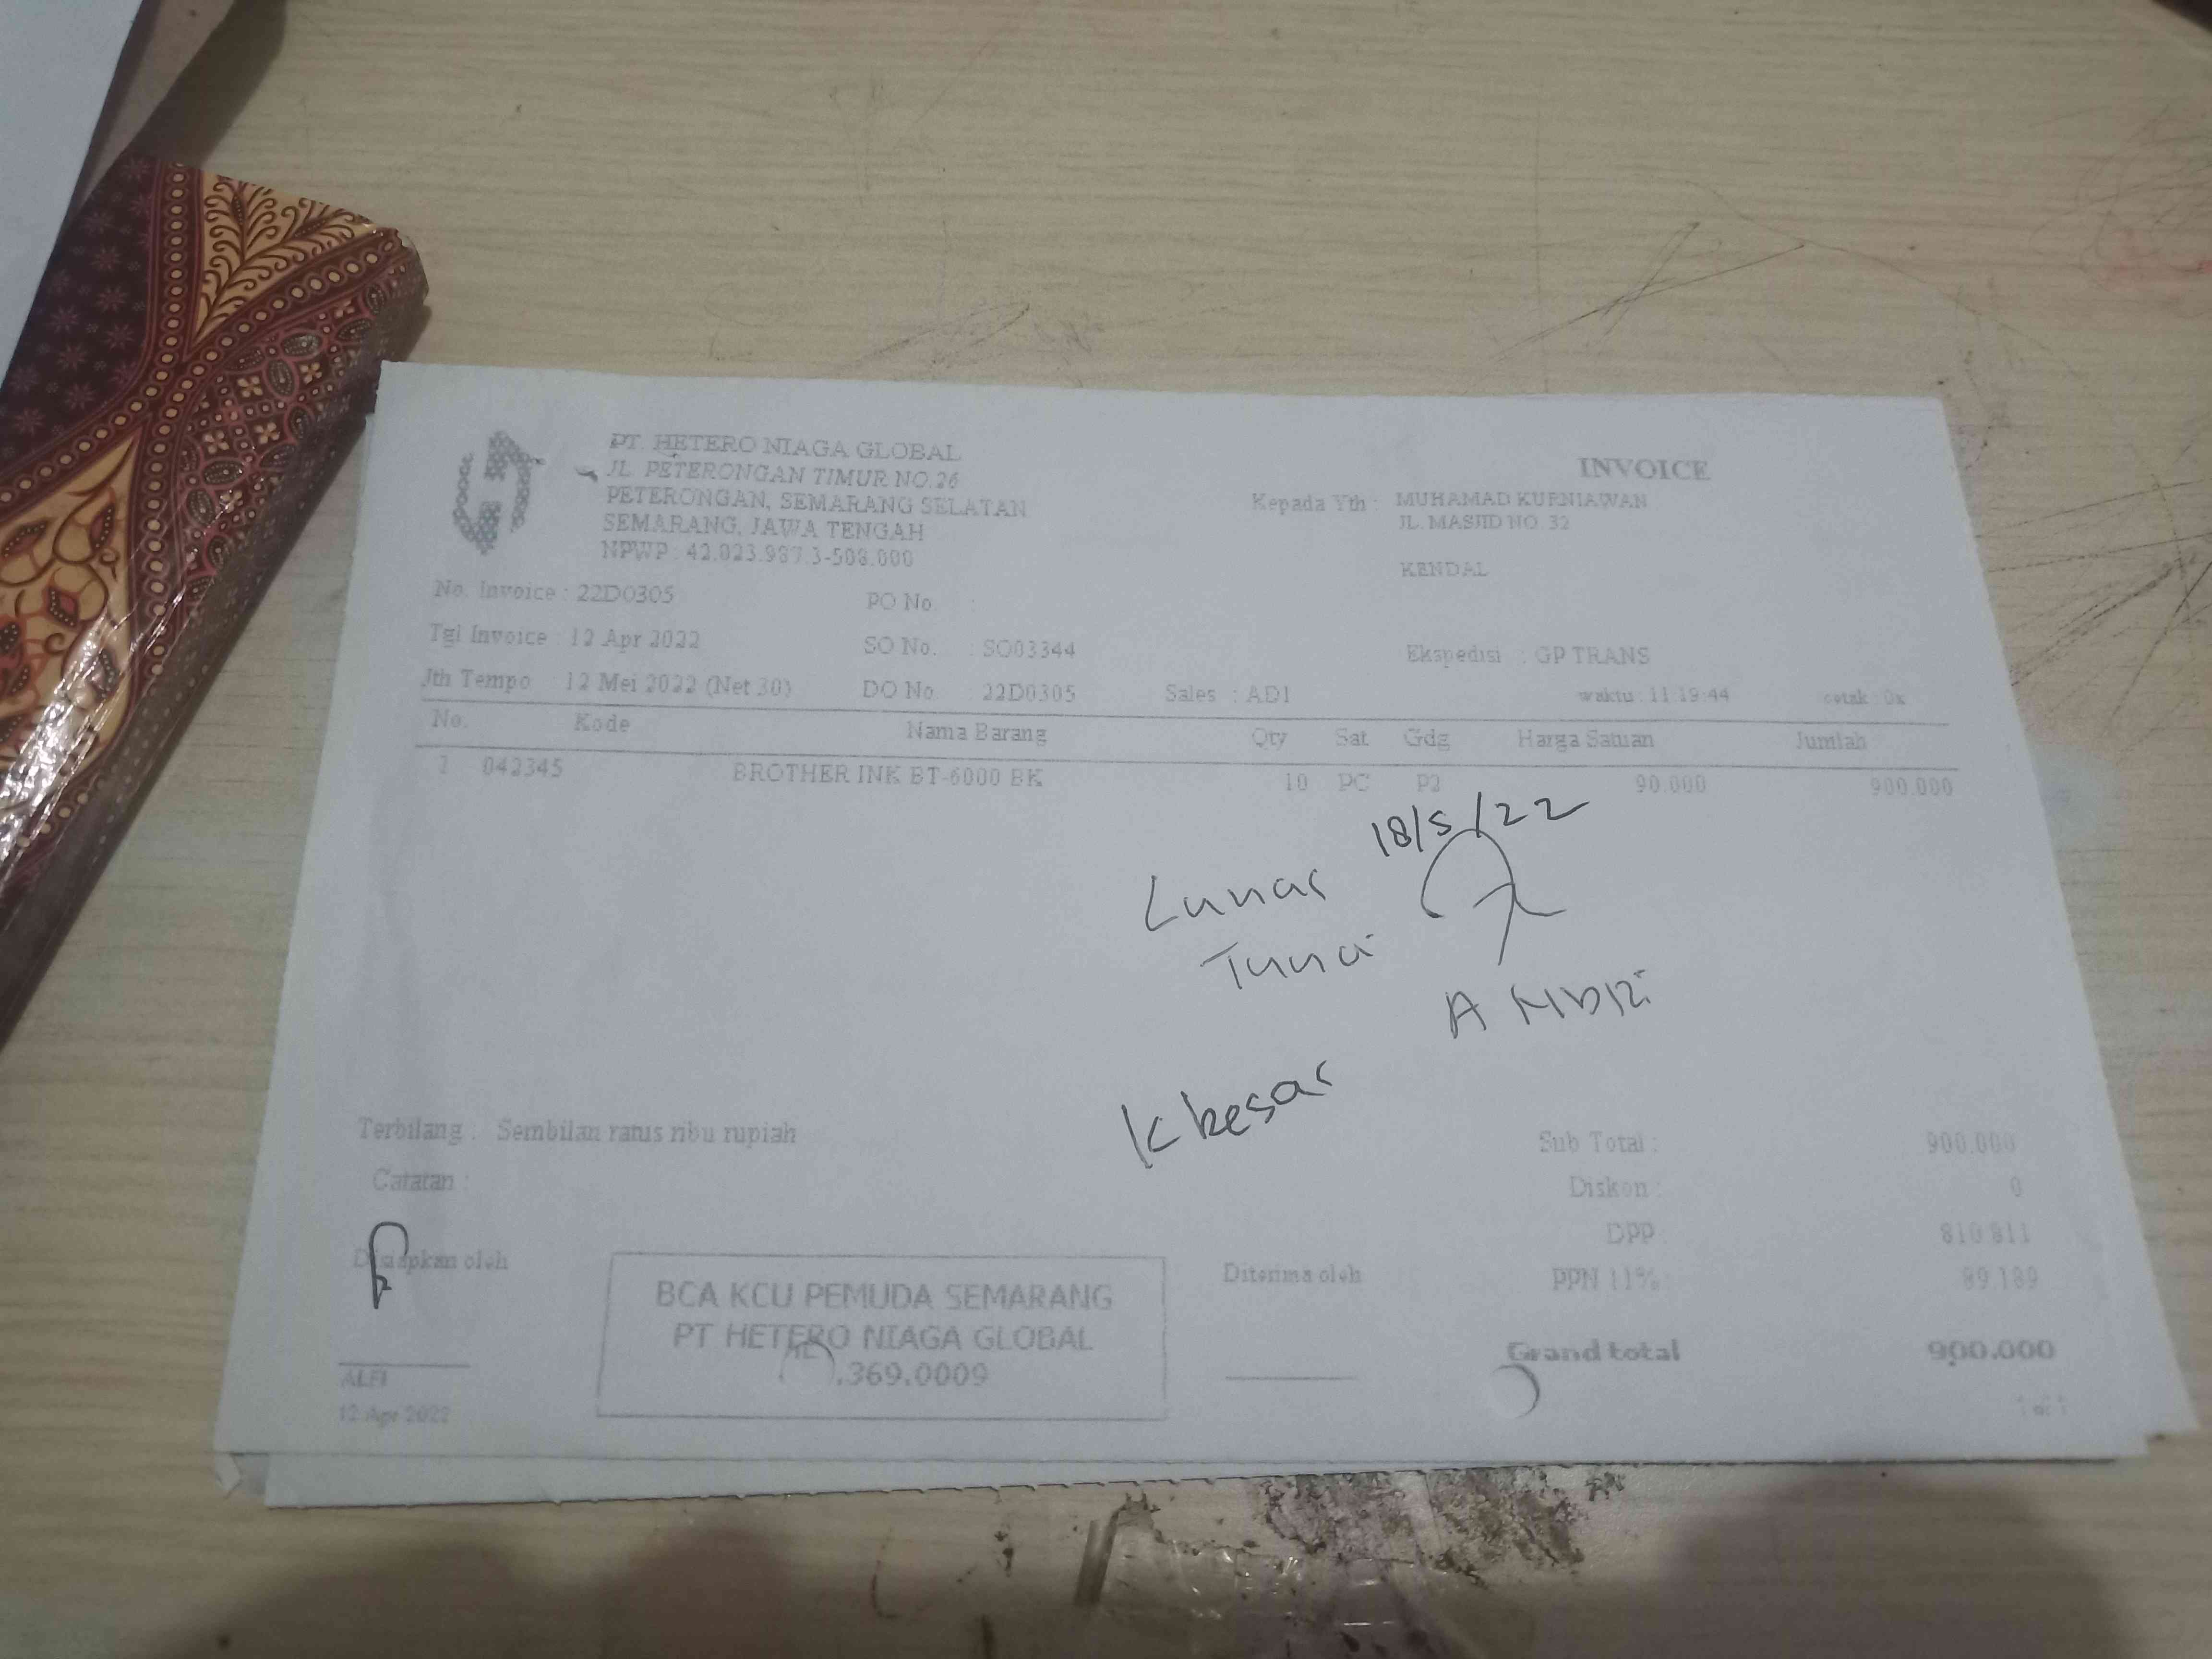 PT. HETERO NIAGA GLOBAL
JL. PETERONGAN TIMUR NO.26
PETERONGAN, SEMARANG SELATAN
SEMARANG, JAWA TENGAH
NPWP : 42.023.987.3-508.000
INVOICE
Kepada Yth : MUHAMAD KURNIAWAN
JL. MASJID NO. 32
KENDAL
No. Invoice : 22D0305 PO No. :
Tgl Invoice 12 Apr 2022 SO No. : SO03344 Ekspedisi : GP TRANS
Jth Tempo 12 Mei 2022 (Net 30) DO No. 22D0305 Sales : ADI waktu : 11:19:44 cetak : 0x
No. Kode Nama Barang Qty Sat Gdg Harga Satuan Jumlah
1 042345 BROTHER INK BT-6000 BK 10 PC P2 90.000 900.000
18/5/22
Lunas
Tunai
ANDRi
K besar
Terbilang : Sembilan ratus ribu rupiah
Catatan :
Sub Total : 900.000
Diskon : 0
DPP 810.811
PPN 11% 89.189
Grand total 900.000
Disiapkan oleh
Diterima oleh
BCA KCU PEMUDA SEMARANG
PT HETERO NIAGA GLOBAL
.369.0009
ALFI
12 Apr 2022
1 of 1